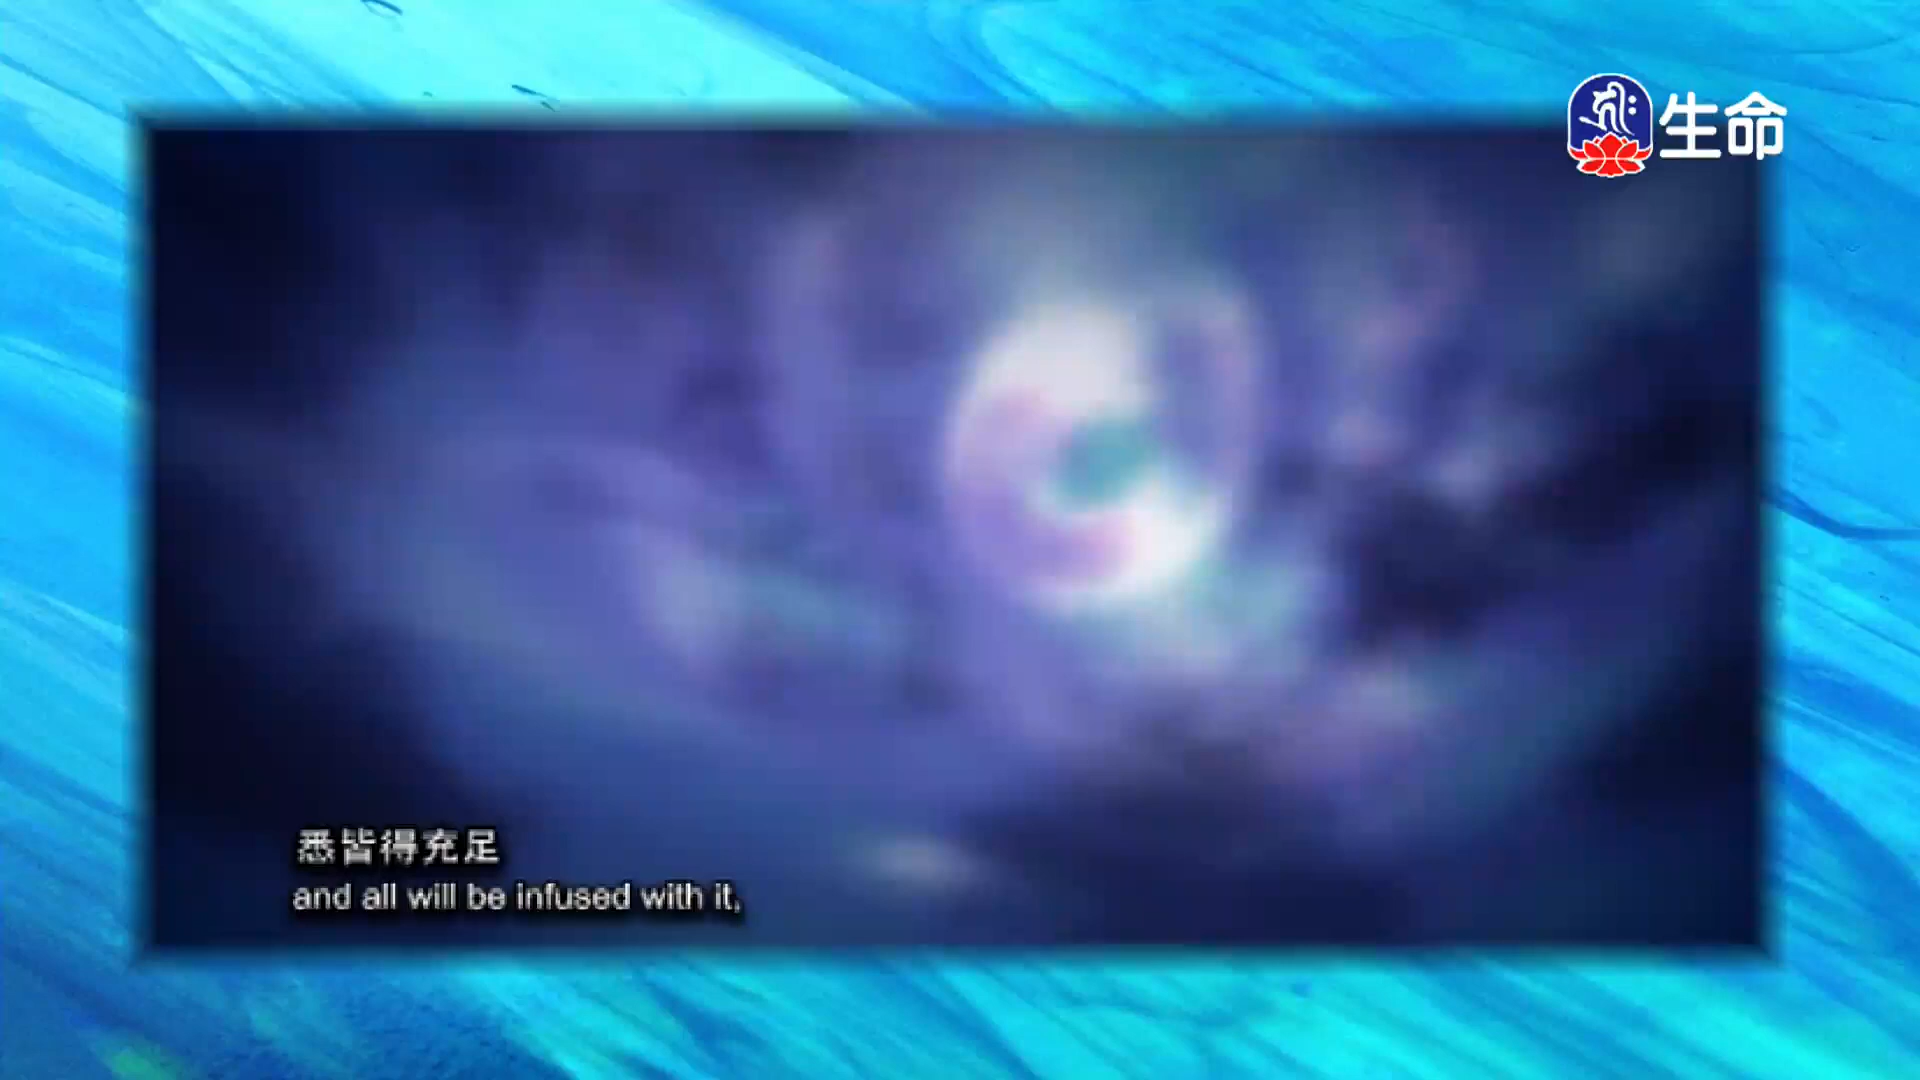 生命
悉皆得充足
and all will be infused with it,